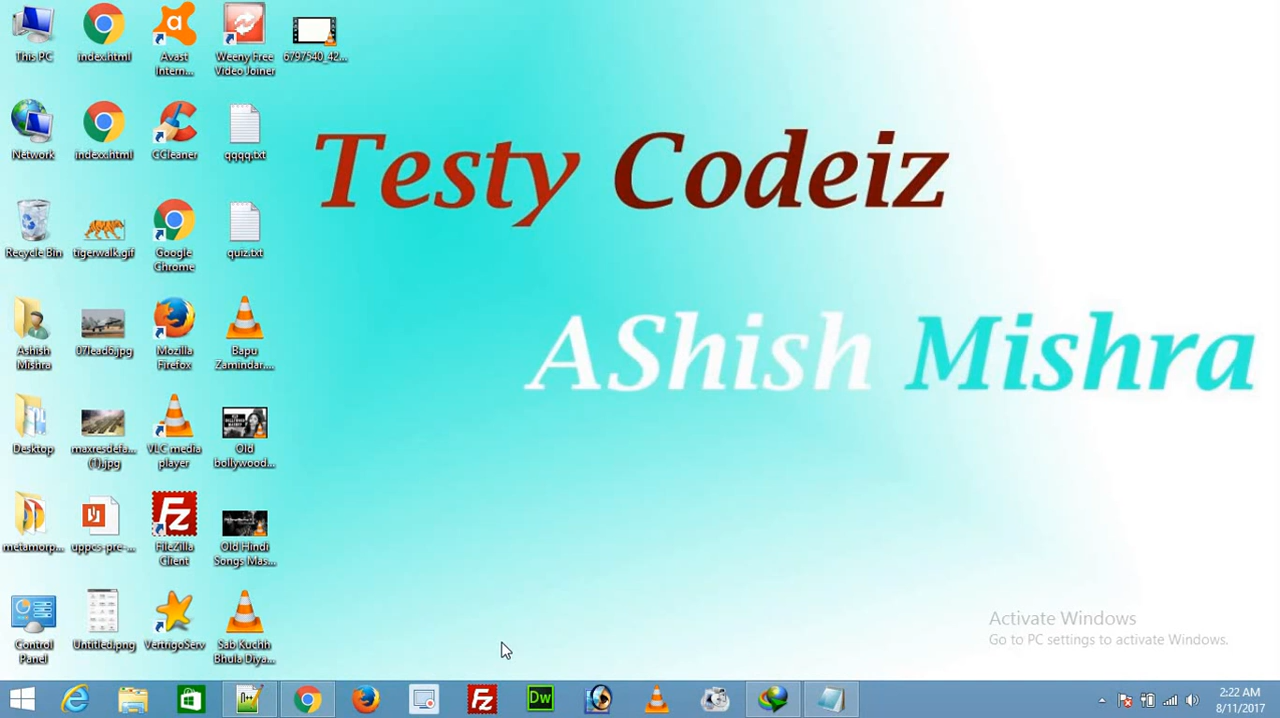 This PC
index.html
Avast
Intern...
Weeny Free
Video Joiner
6797540_42...
Network
indexx.html
CCleaner
qqqq.txt
Recycle Bin
tigerwalk.gif
Google
Chrome
quiz.txt
Ashish
Mishra
07lead6.jpg
Mozilla
Firefox
Bapu
Zamindar....
Desktop
maxresdefa...
(1).jpg
VLC media
player
Old
bollywood...
metamorp...
uppcs-pre-...
FileZilla
Client
Old Hindi
Songs Mas...
Control
Panel
Untitled.png
VertrigoServ
Sab Kuchh
Bhula Diya...
Testy Codeiz
AShish Mishra
Activate Windows
Go to PC settings to activate Windows.
Fz
Dw
2:22 AM
8/11/2017